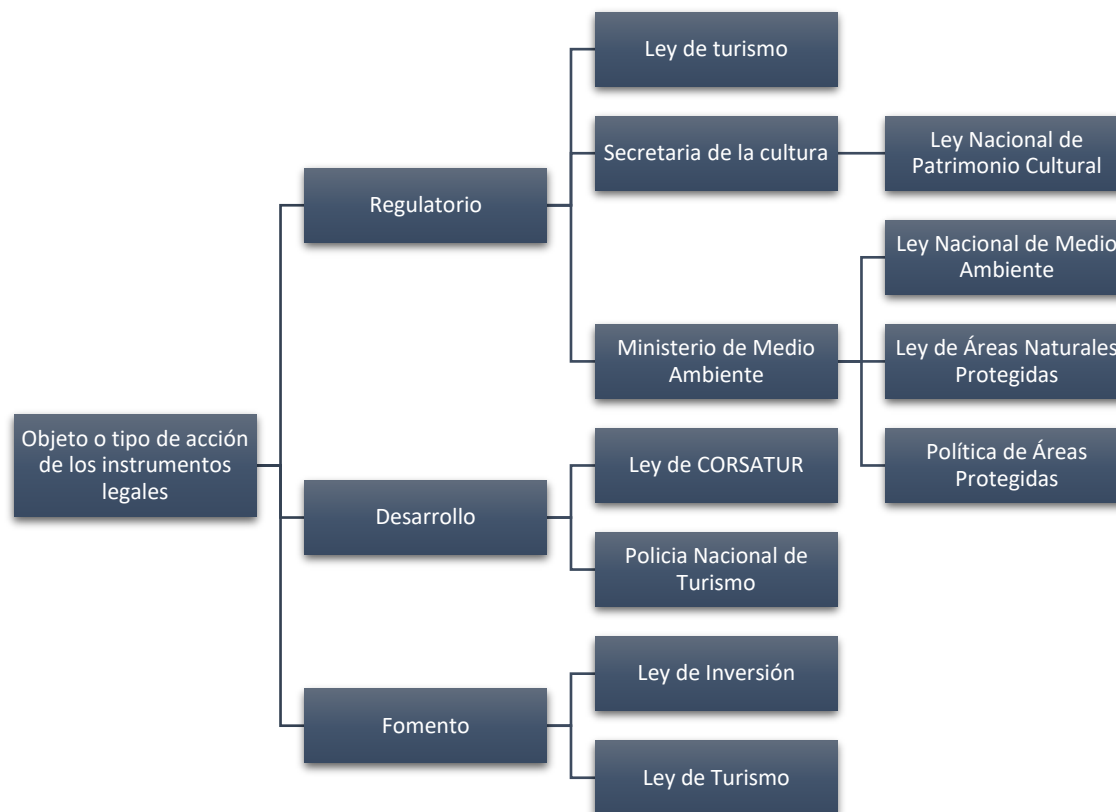 Ley de turismo
Secretaria de la cultura
Ley Nacional de
Patrimonio Cultural
Regulatorio
Ley Nacional de Medio
Ambiente
Ministerio de Medio
Ambiente
Ley de Áreas Naturales
Protegidas
Política de Áreas
Protegidas
Objeto o tipo de acción
de los instrumentos
legales
Ley de CORSATUR
Desarrollo
Policia Nacional de
Turismo
Ley de Inversión
Fomento
Ley de Turismo